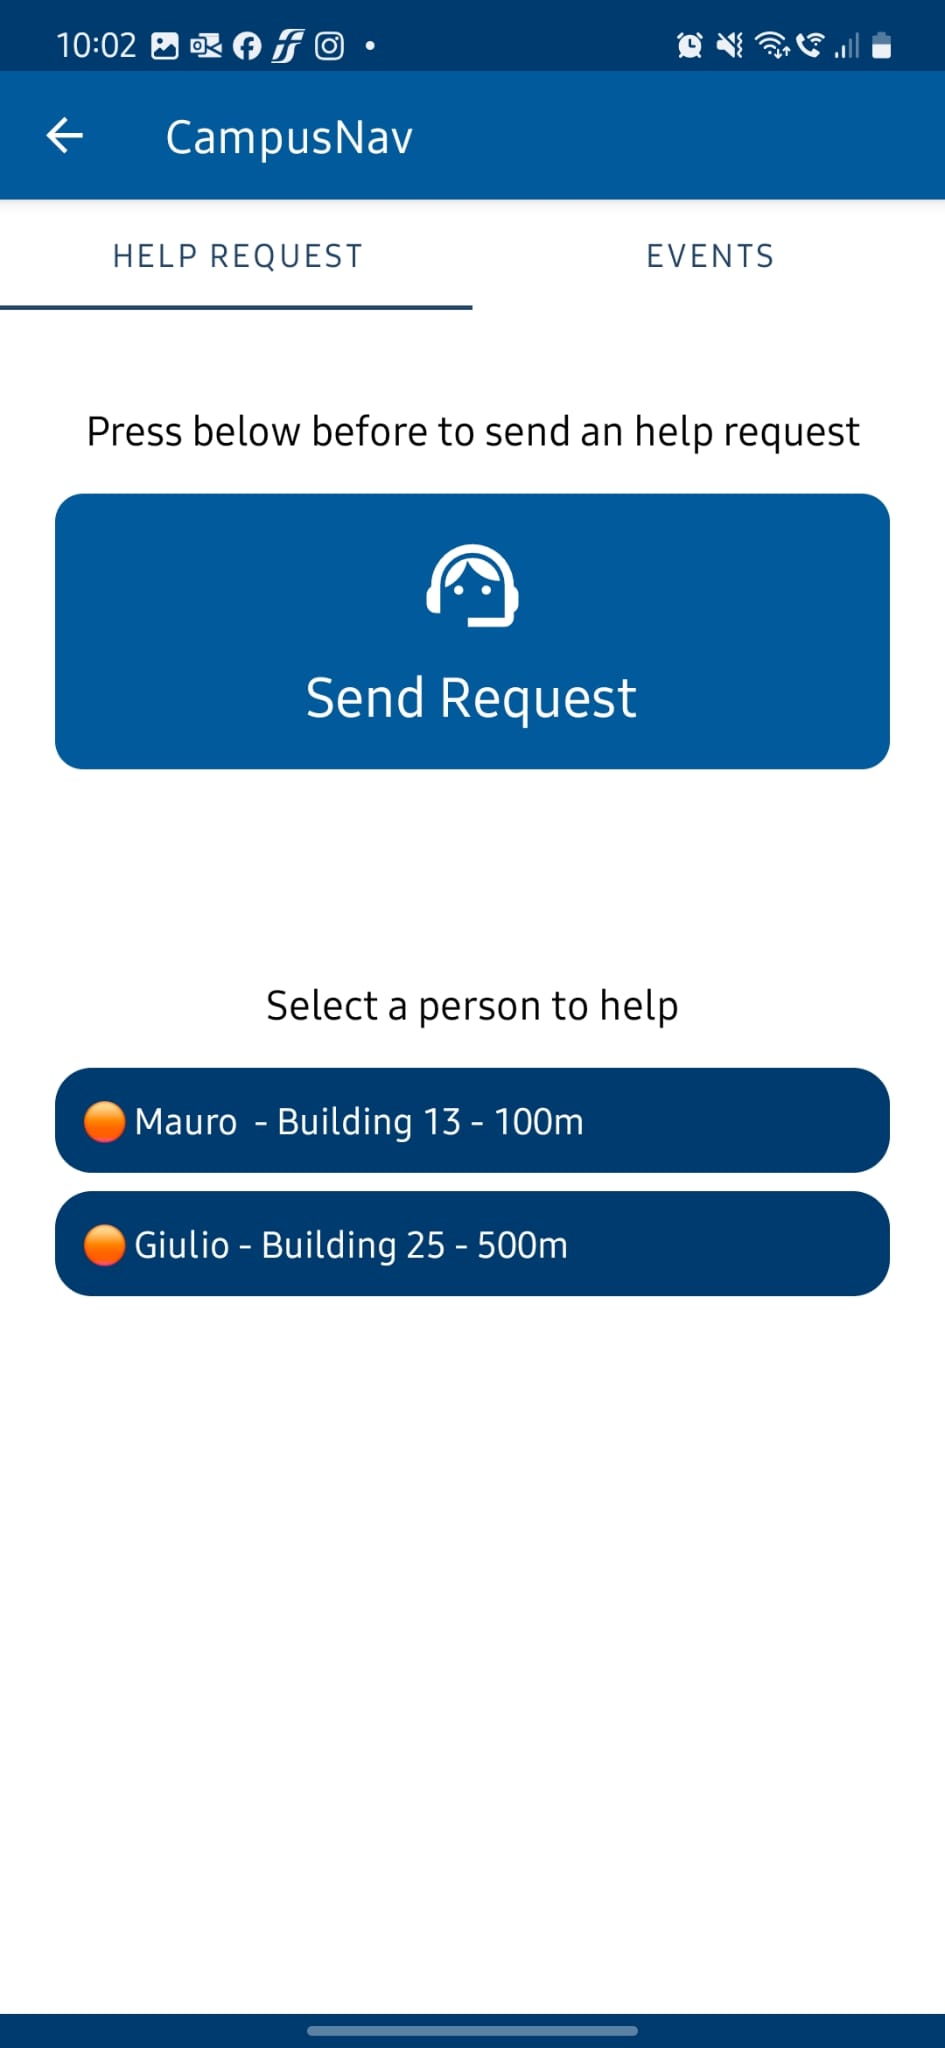 10:02
CampusNav
HELP REQUEST
EVENTS
Press below before to send an help request
Send Request
Select a person to help
Mauro - Building 13 - 100m
Giulio - Building 25 - 500m